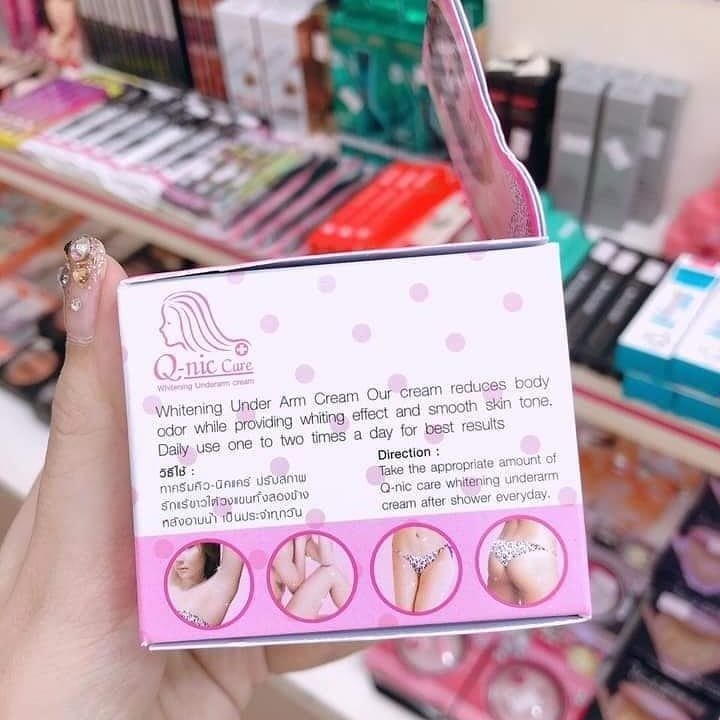 Q-nic Care
Whitening Underarm cream
Whitening Under Arm Cream Our cream reduces body
odor while providing whiting effect and smooth skin tone.
Daily use one to two times a day for best results
วิธีใช้ :
ทาครีมคิว-นิคแคร์ ปรับสภาพ
รักแร้ขาวใต้วงแขนทั้งสองข้าง
หลังอาบน้ำ เป็นประจำทุกวัน
Direction :
Take the appropriate amount of
Q-nic care whitening underarm
cream after shower everyday.